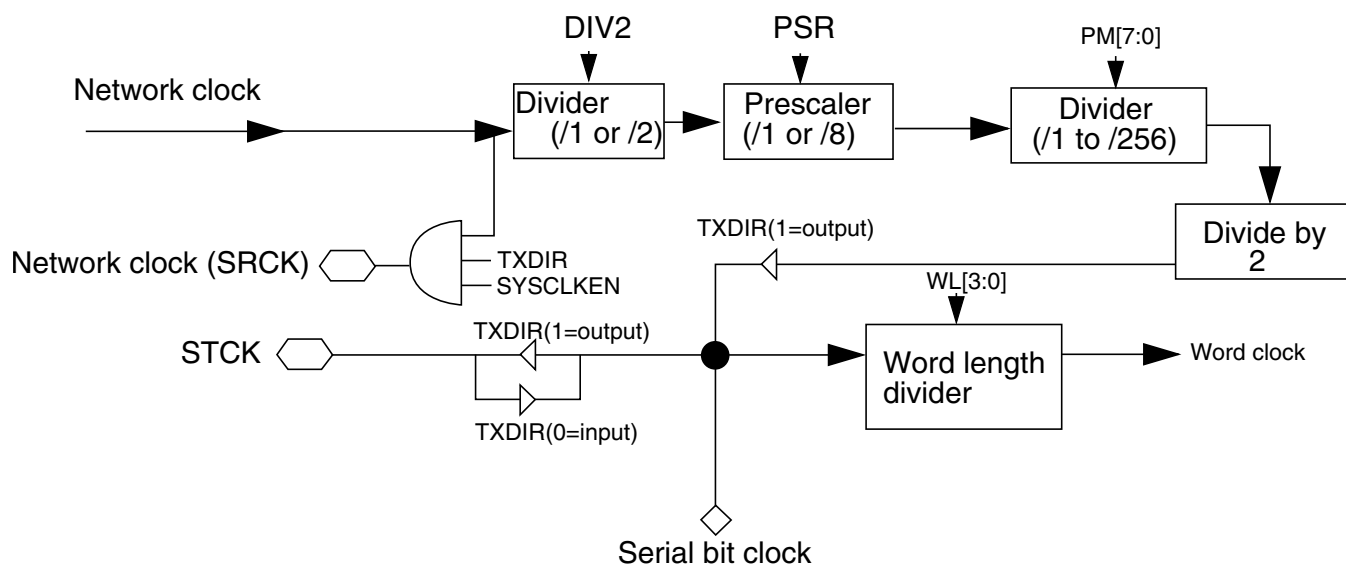 DIV2
PSR
PM[7:0]
Network clock
Divider
(/1 or /2)
Prescaler
(/1 or /8)
Divider
(/1 to /256)
TXDIR(1=output)
Divide by
2
Network clock (SRCK)
TXDIR
SYSCLKEN
WL[3:0]
TXDIR(1=output)
STCK
Word length
divider
Word clock
TXDIR(0=input)
Serial bit clock